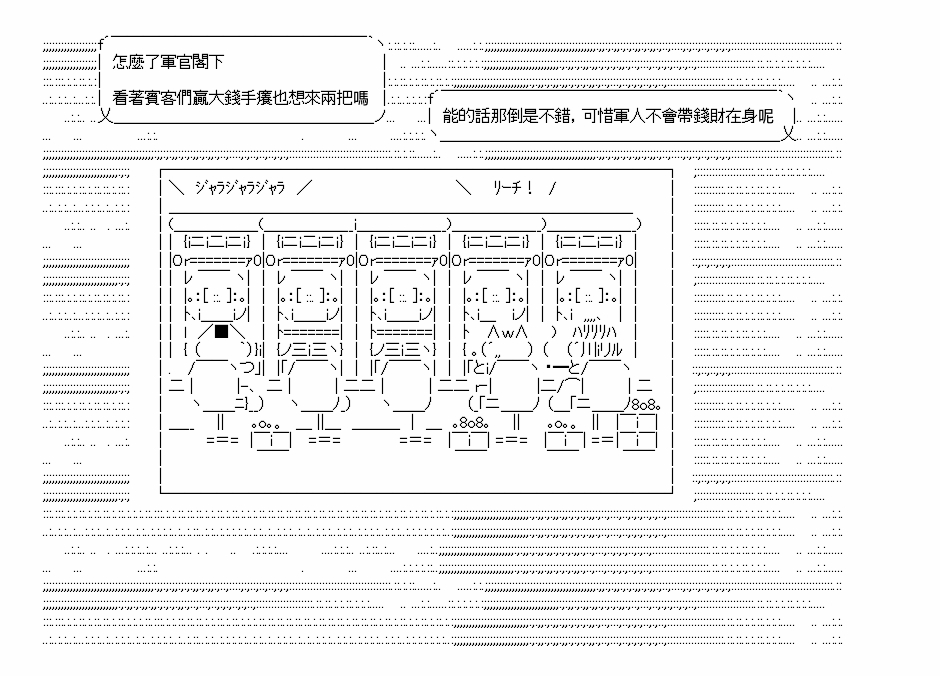 怎麼了軍官閣下
看著賓客們贏大錢手癢也想來兩把嗎
能的話那倒是不錯，可惜軍人不會帶錢財在身呢
ｼﾞｬﾗｼﾞｬﾗｼﾞｬﾗ
ﾘｰﾁ！